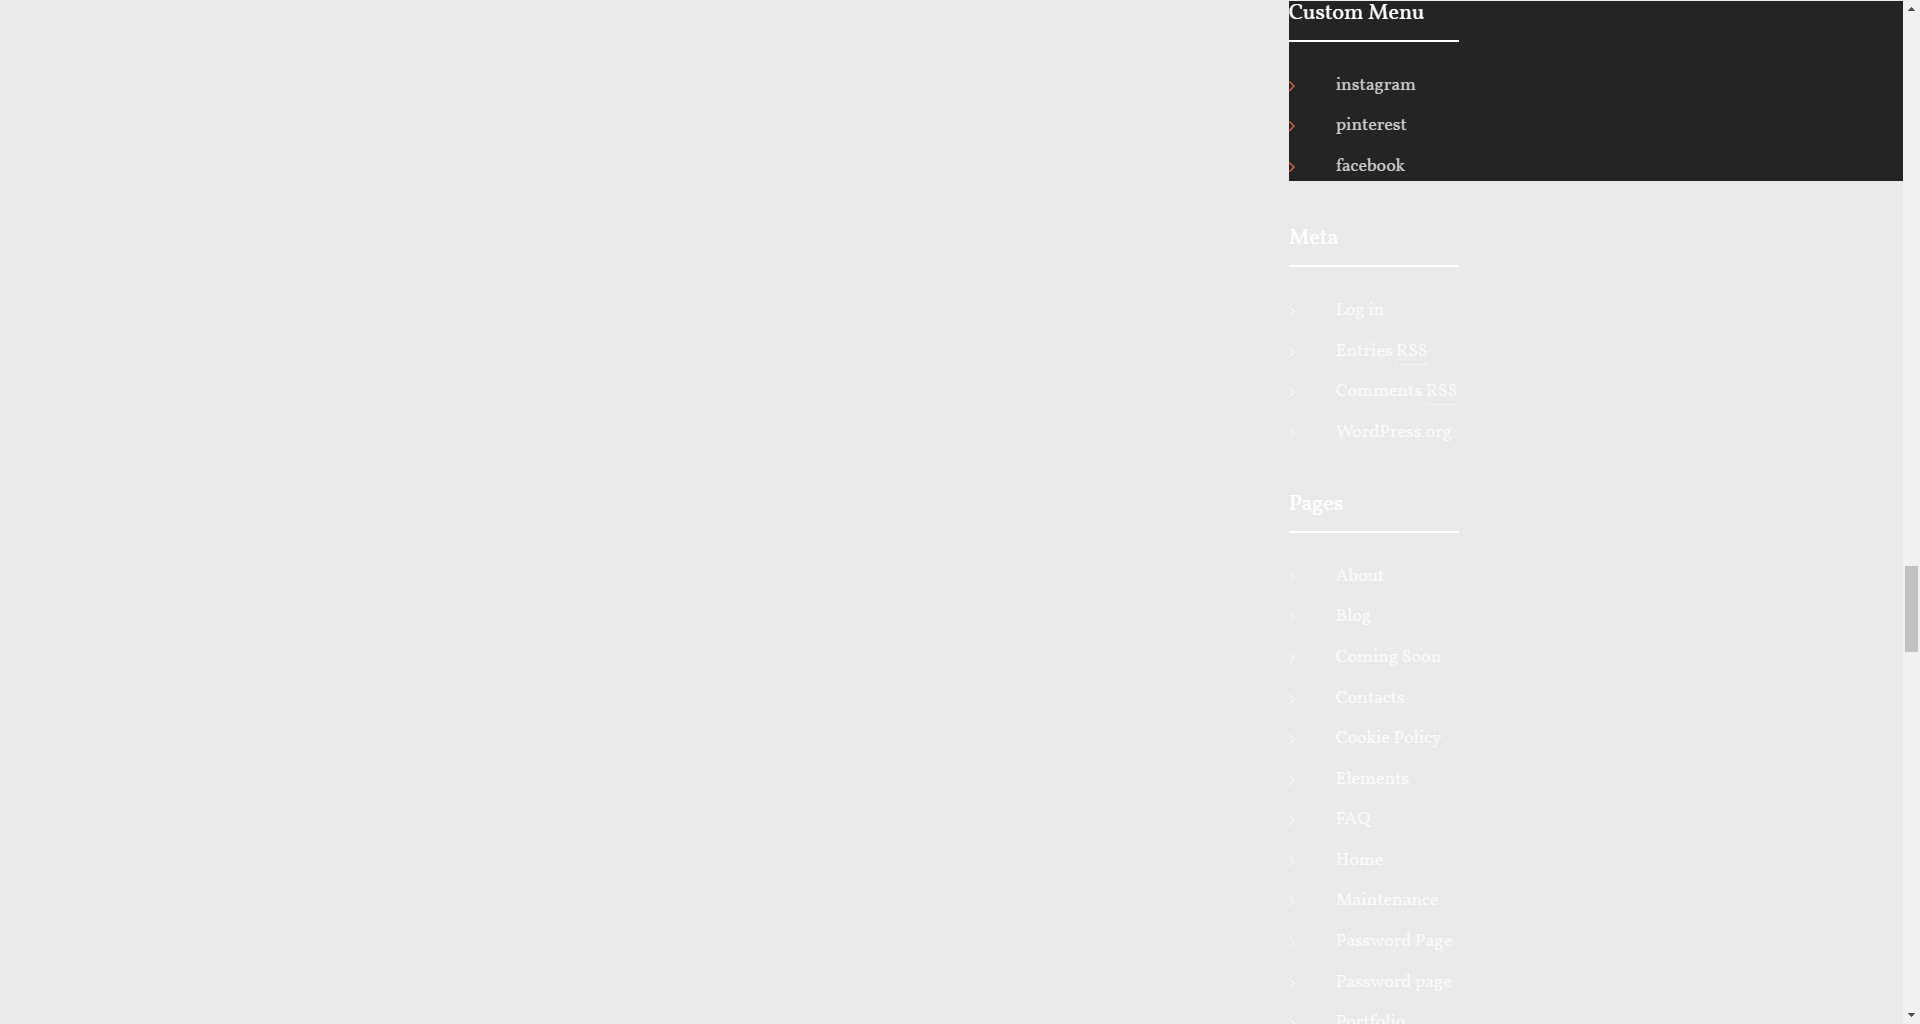 Custom Menu
instagram
pinterest
facebook
Meta
Log in
Entries RSS
Comments RSS
WordPress.org
Pages
About
Blog
Coming Soon
Contacts
Cookie Policy
Elements
FAQ
Home
Maintenance
Password Page
Password page
Portfolio